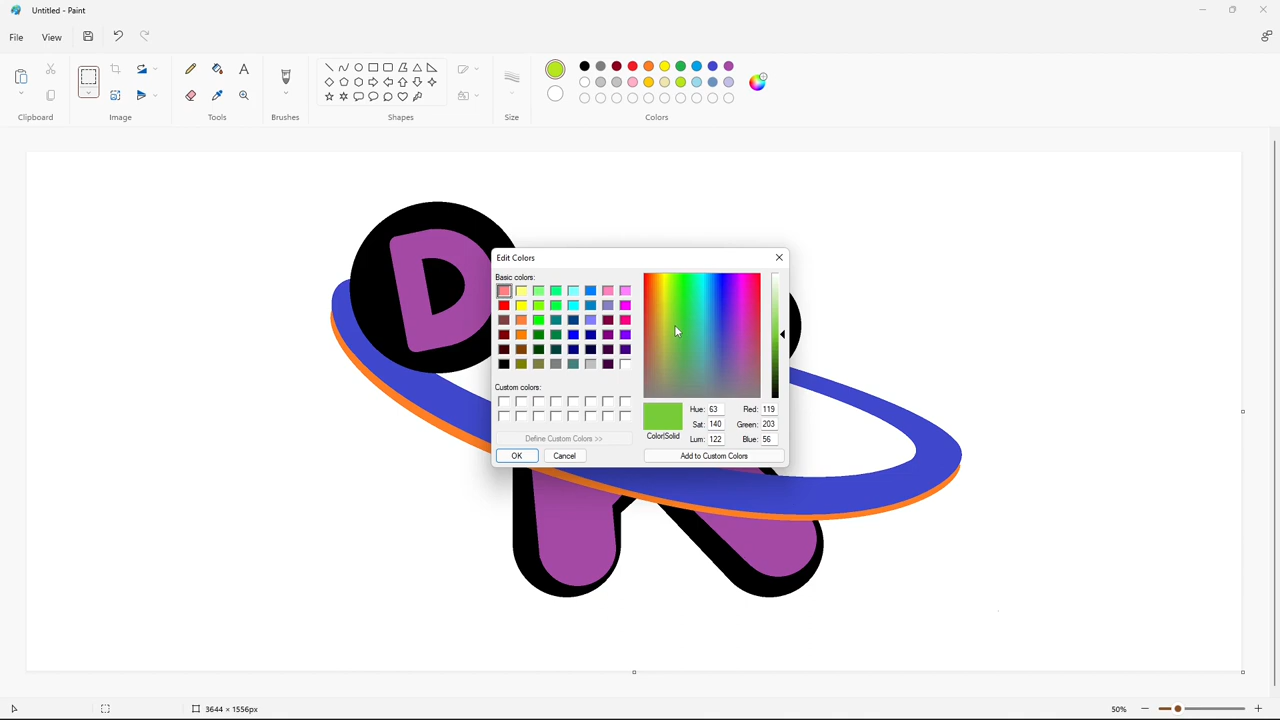 Untitled - Paint
File View
Clipboard Image Tools Brushes Shapes Size Colors
A
D
Edit Colors
Basic colors:
Custom colors:
Define Custom Colors >>
OK Cancel
Color|Solid
Hue: 63 Red: 119
Sat: 140 Green: 203
Lum: 122 Blue: 56
Add to Custom Colors
3644 × 1556px
50%